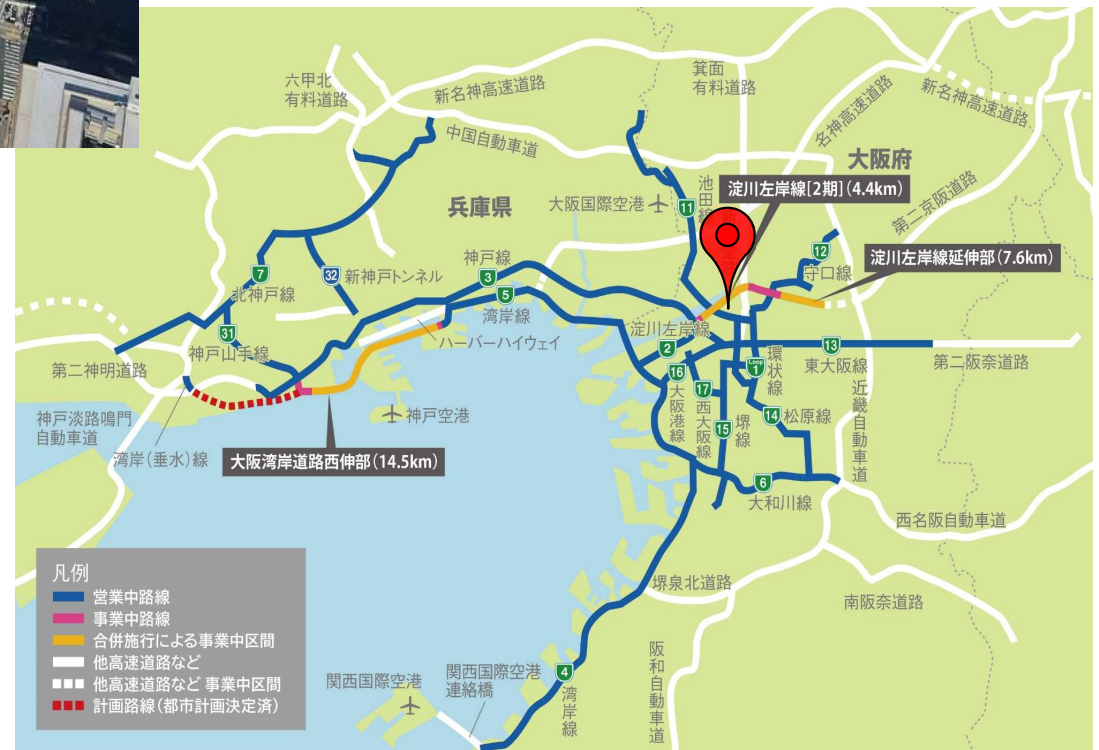 六甲北
有料道路
新名神高速道路
箕面
有料道路
名神高速道路
新名神高速道路
中国自動車道
大阪府
兵庫県
大阪国際空港
池田線
11
淀川左岸線[2期](4.4km)
第二京阪道路
12
守口線
淀川左岸線延伸部(7.6km)
7
北神戸線
32
新神戸トンネル
神戸線
3
5
湾岸線
ハーバーハイウェイ
淀川左岸線
2
31
神戸山手線
第二神明道路
13
東大阪線
第二阪奈道路
Loop
1
環状線
16
大阪港線
17
西大阪線
15
堺線
14
松原線
近畿自動車道
神戸淡路鳴門
自動車道
湾岸(垂水)線
神戸空港
大阪湾岸道路西伸部(14.5km)
6
大和川線
西名阪自動車道
堺泉北道路
南阪奈道路
阪和自動車道
4
湾岸線
関西国際空港
関西国際空港
連絡橋
凡例
営業中路線
事業中路線
合併施行による事業中区間
他高速道路など
他高速道路など 事業中区間
計画路線(都市計画決定済)